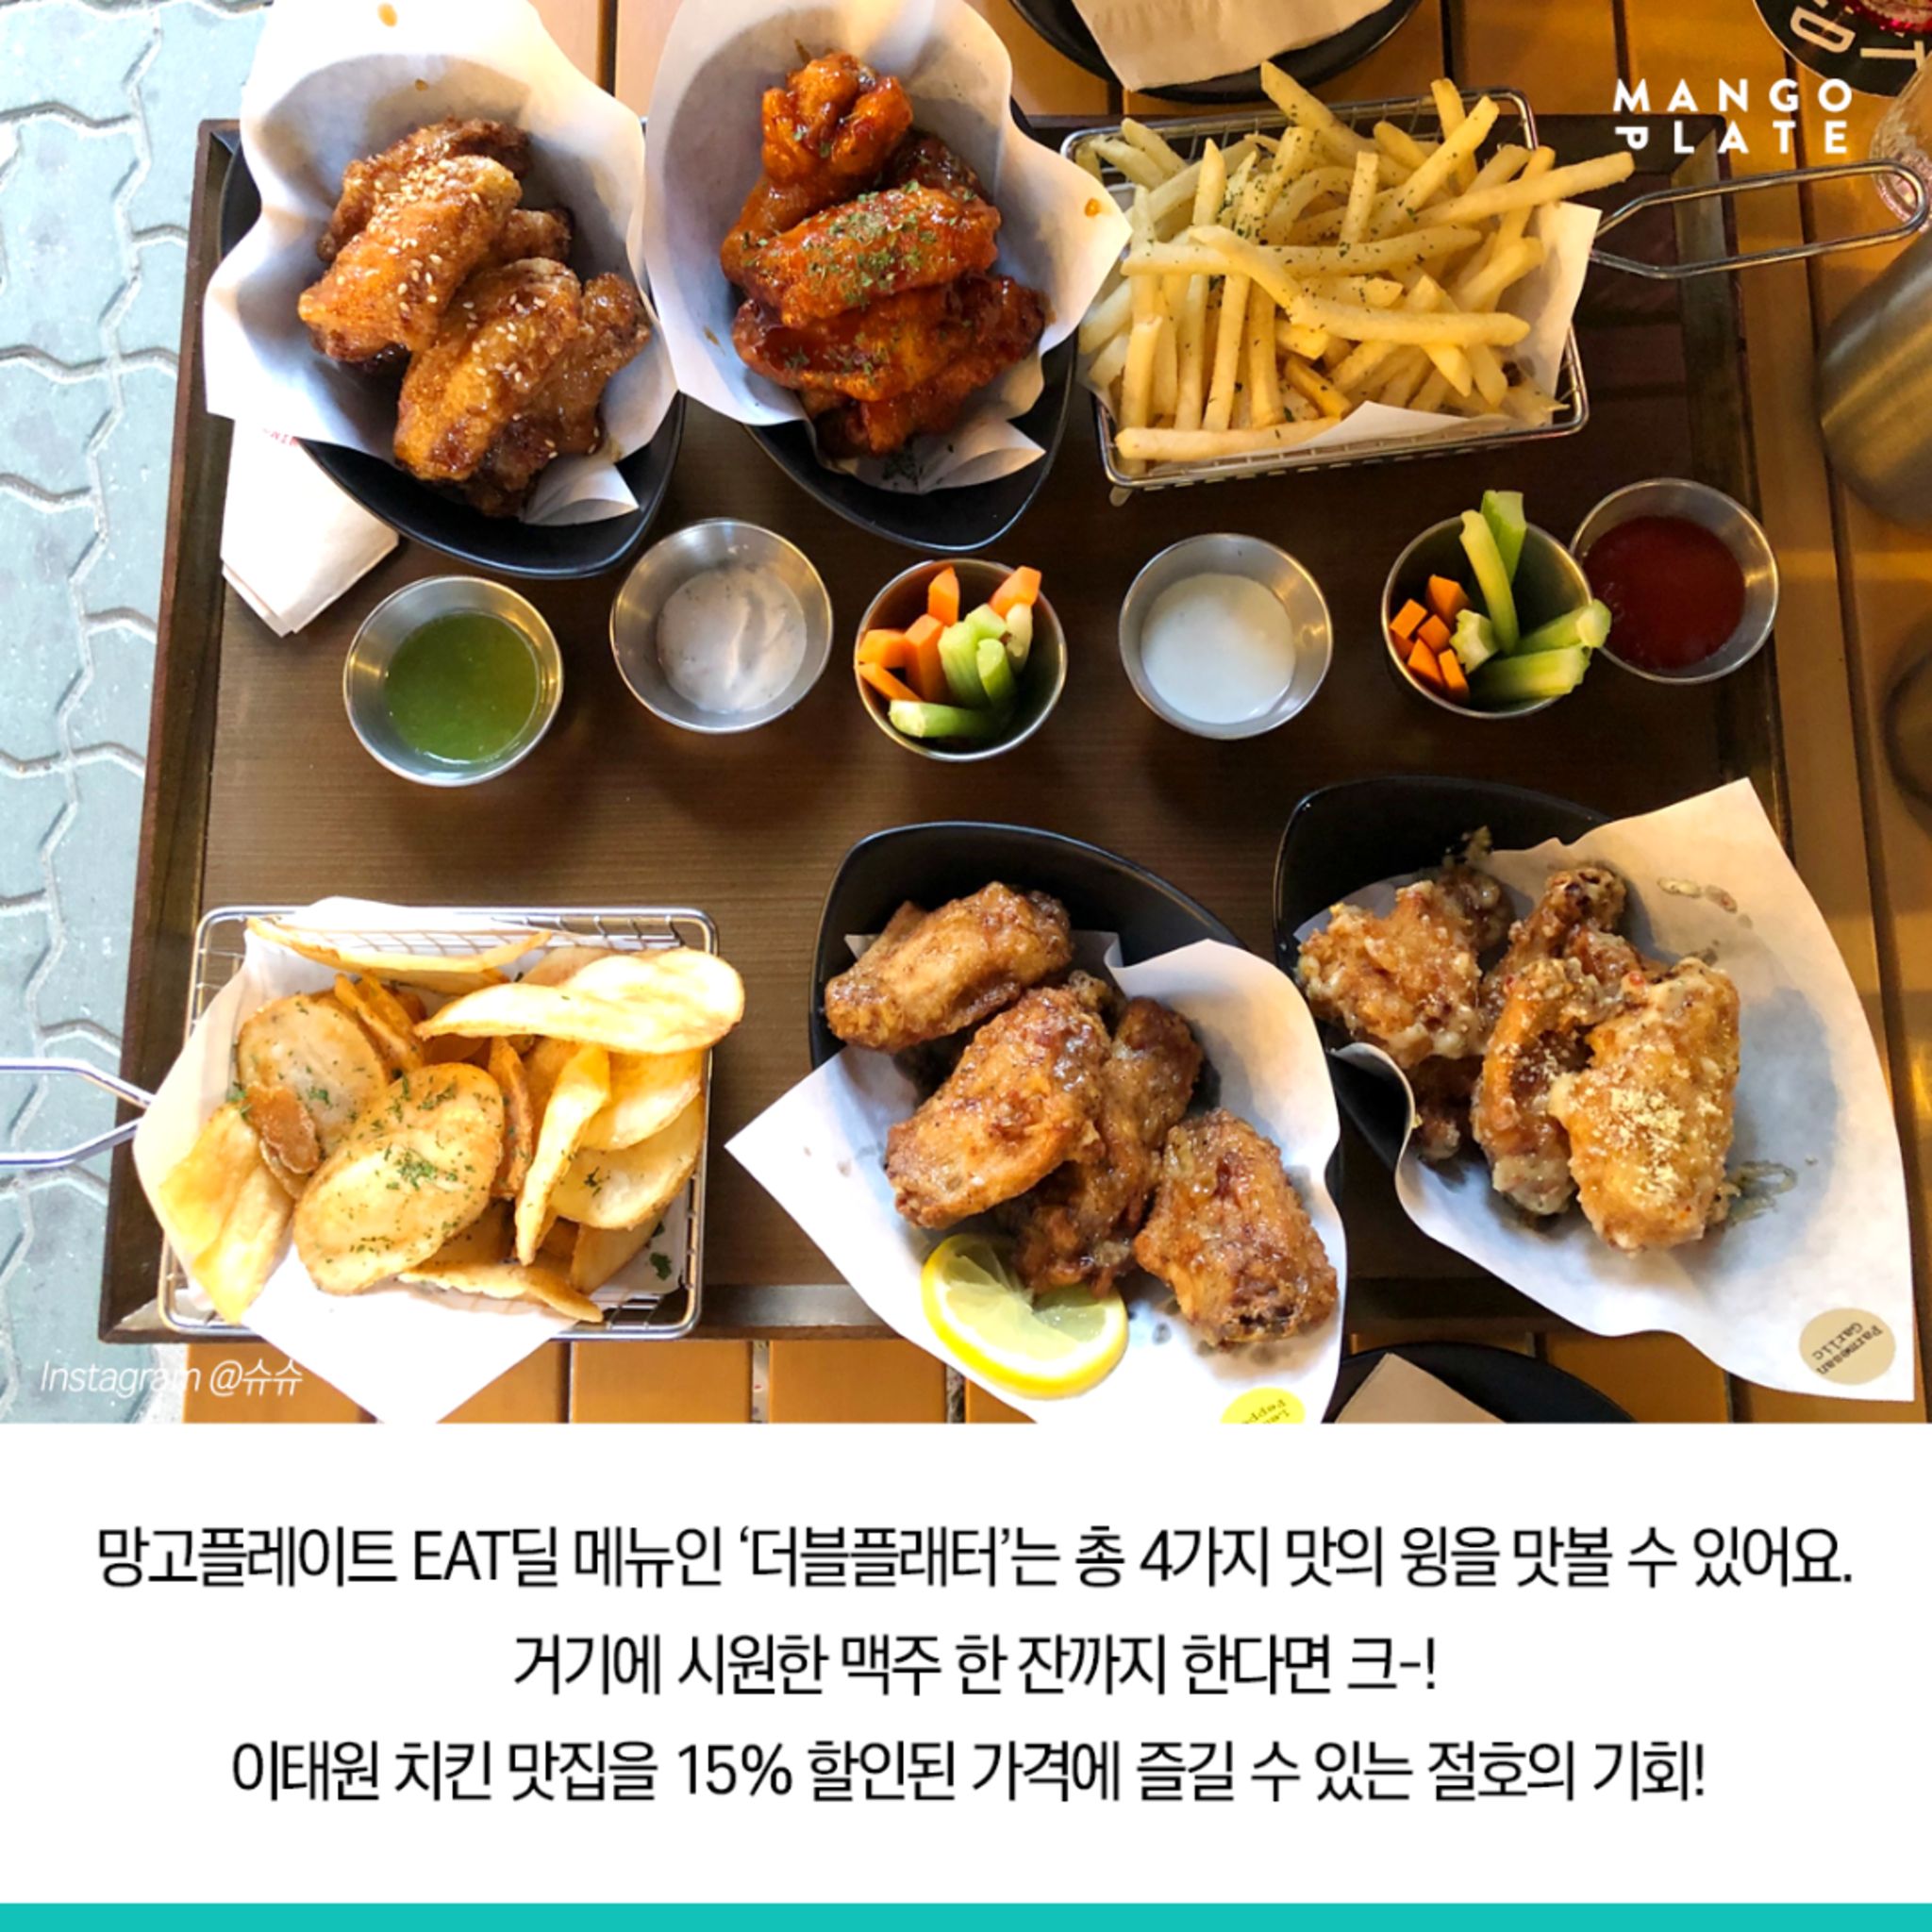 MANGO
PLATE
Parmesan
Garlic
Instagram @슈슈
망고플레이트 EAT딜 메뉴인 ‘더블플래터’는 총 4가지 맛의 윙을 맛볼 수 있어요.
거기에 시원한 맥주 한 잔까지 한다면 크-!
이태원 치킨 맛집을 15% 할인된 가격에 즐길 수 있는 절호의 기회!